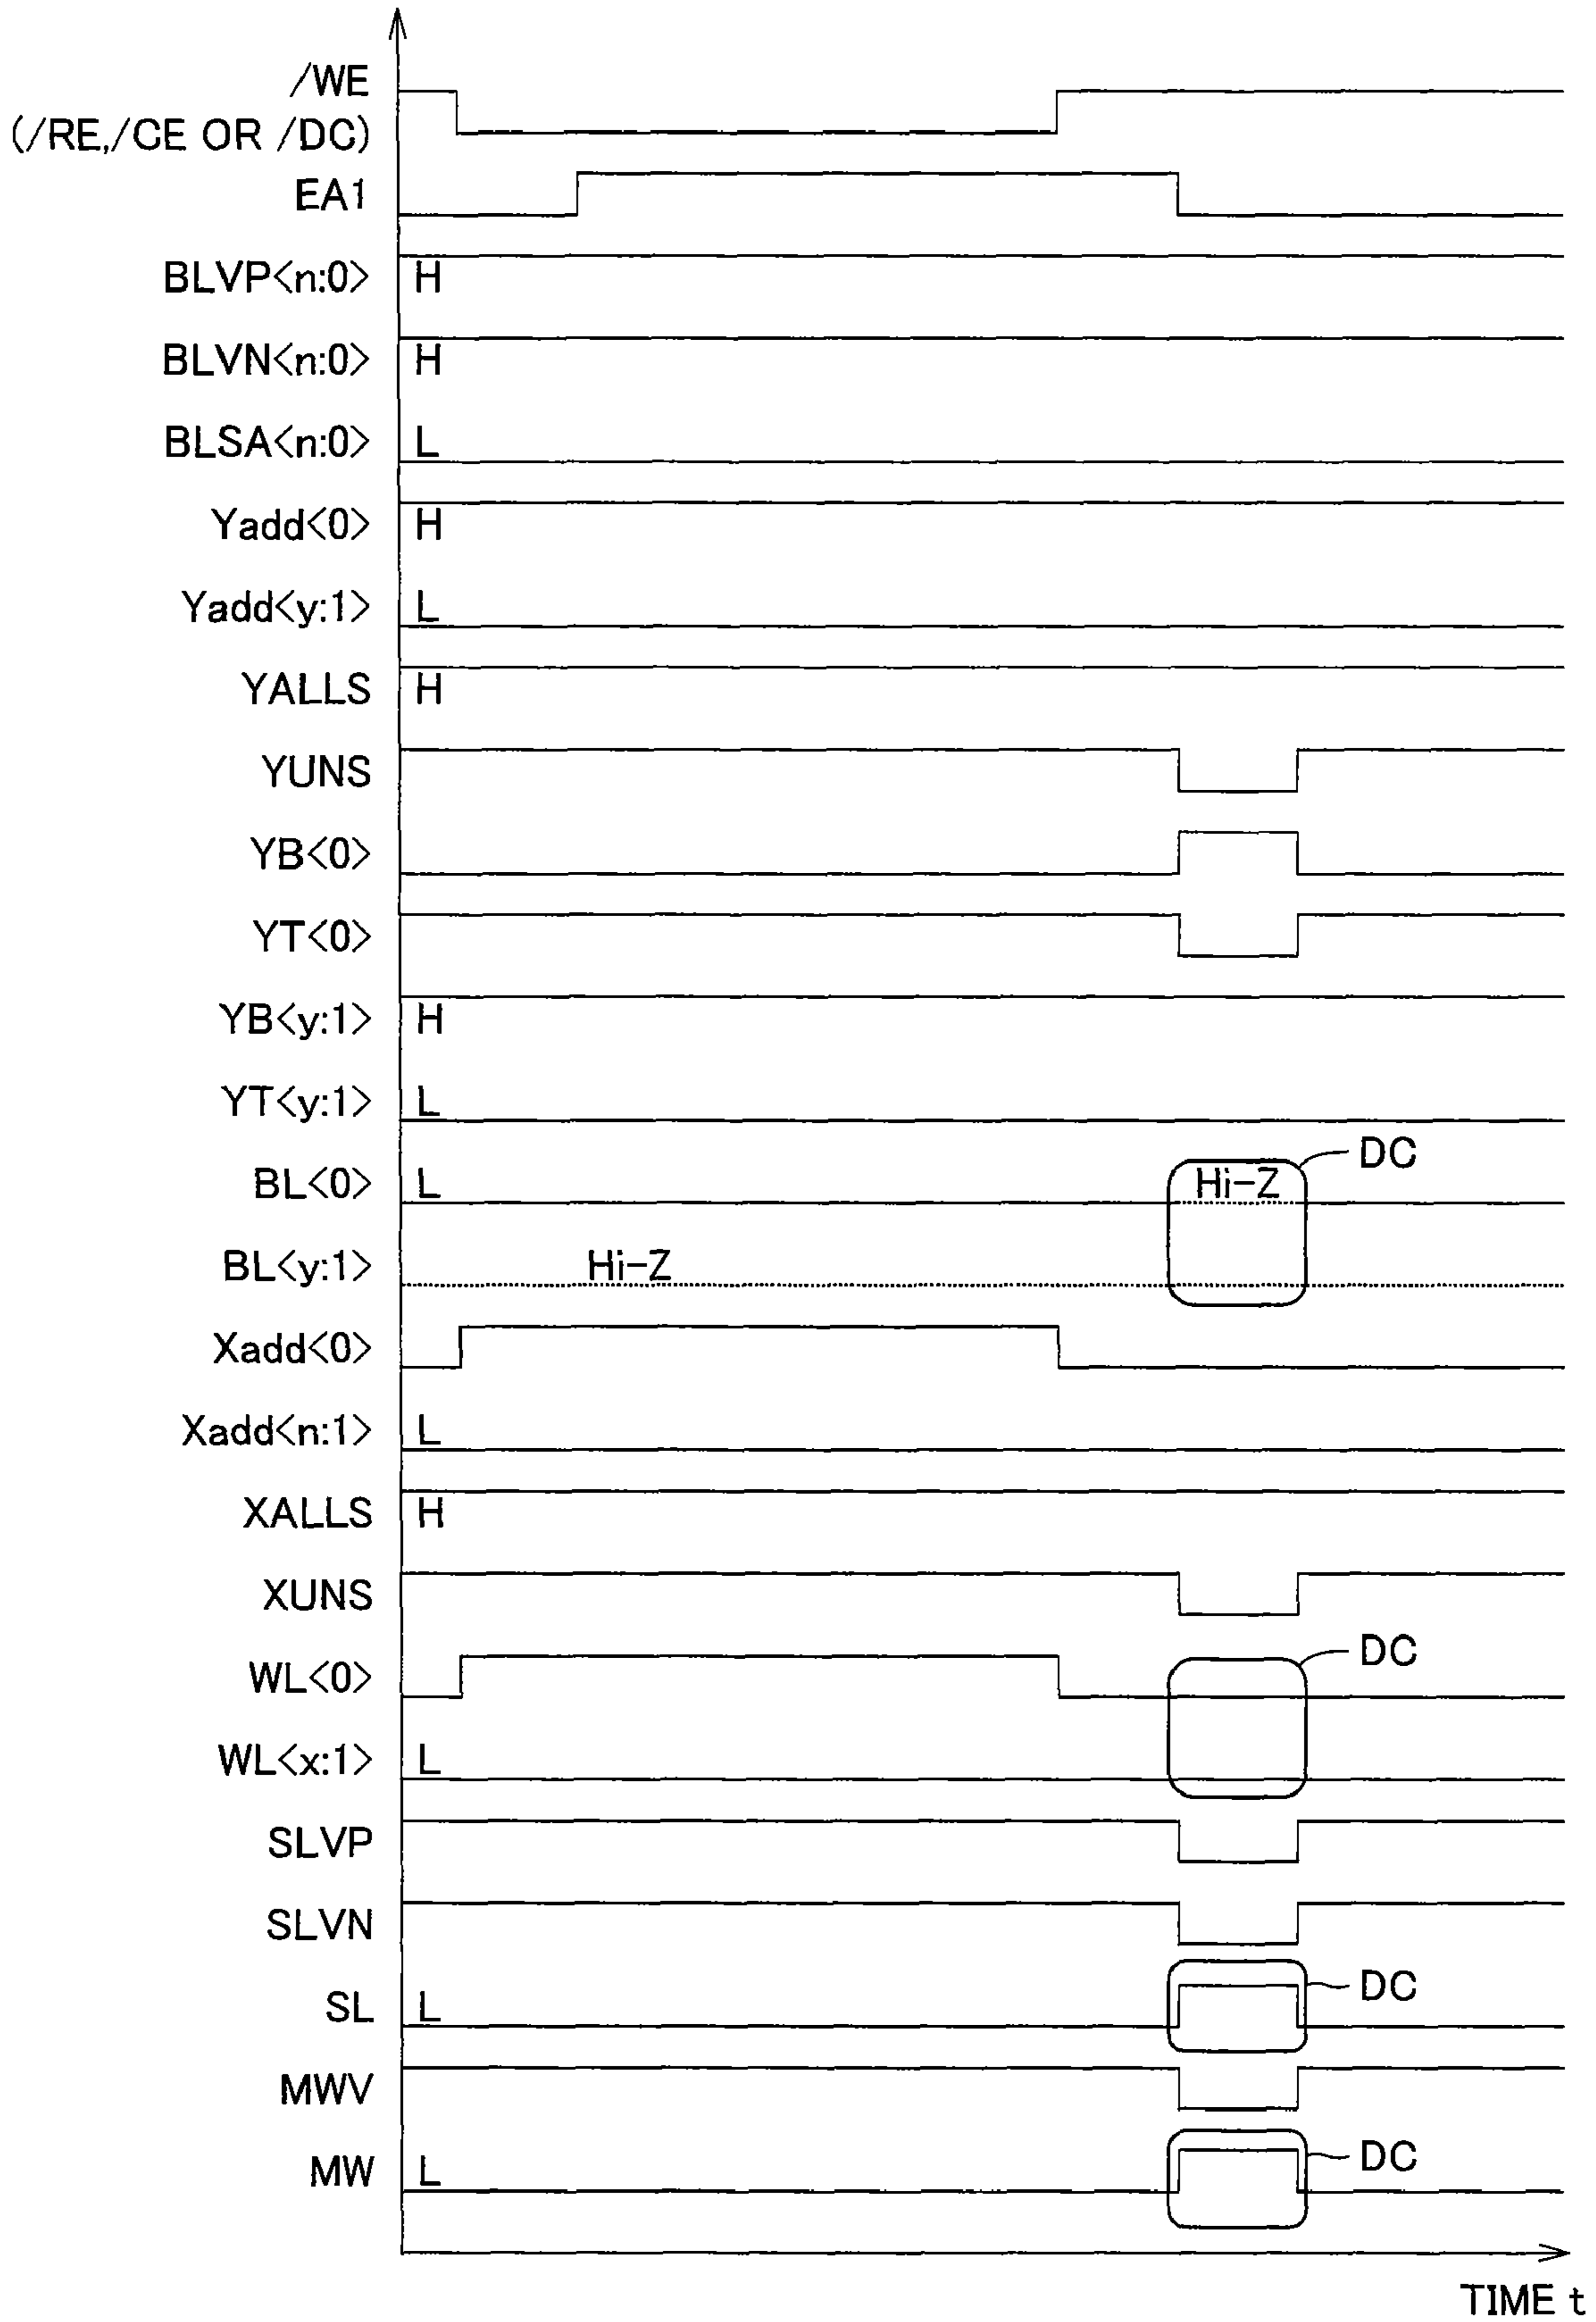 /WE
(/RE,/CE OR /DC)
EA1
BLVP<n:0> H
BLVN<n:0> H
BLSA<n:0> L
Yadd<0> H
Yadd<y:1> L
YALLS H
YUNS
YB<0>
YT<0>
YB<y:1> H
YT<y:1> L
BL<0> L Hi-Z DC
BL<y:1> Hi-Z
Xadd<0>
Xadd<n:1> L
XALLS H
XUNS
WL<0> DC
WL<x:1> L
SLVP
SLVN
SL L DC
MWV
MW L DC
TIME t